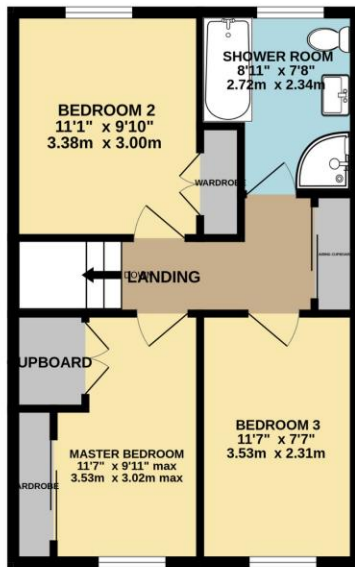 SHOWER ROOM
8'11" x 7'8"
2.72m x 2.34m
BEDROOM 2
11'1" x 9'10"
3.38m x 3.00m
WARDROBE
DOWN
LANDING
UPBOARD
MASTER BEDROOM
11'7" x 9'11" max
3.53m x 3.02m max
ARDROBE
BEDROOM 3
11'7" x 7'7"
3.53m x 2.31m